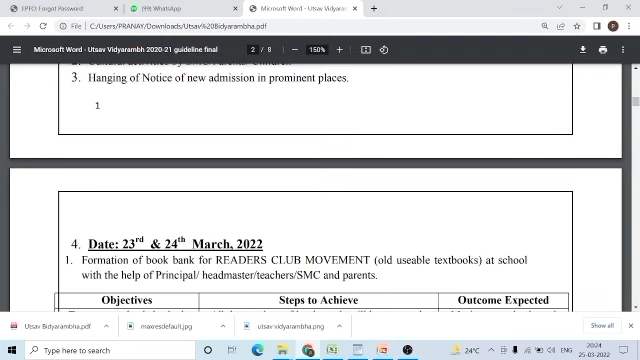 EPTC: Forgot Password!
(99) WhatsApp
Microsoft Word - Utsav Vidyaram
File | C:/Users/PRANAY/Downloads/Utsav%20Bidyarambha.pdf
Microsoft Word - Utsav Vidyarambh 2020-21 guideline final
2 / 8
150%
3. Hanging of Notice of new admission in prominent places.
1
4. Date: 23rd & 24th March, 2022
1. Formation of book bank for READERS CLUB MOVEMENT (old useable textbooks) at school
with the help of Principal/headmaster/teachers/SMC and parents.
Objectives Steps to Achieve Outcome Expected
Utsav Bidyarambha.pdf
maxresdefault.jpg
utsav vidyarambha.png
Show all
Type here to search
24°C
ENG
20:24
25-03-2022